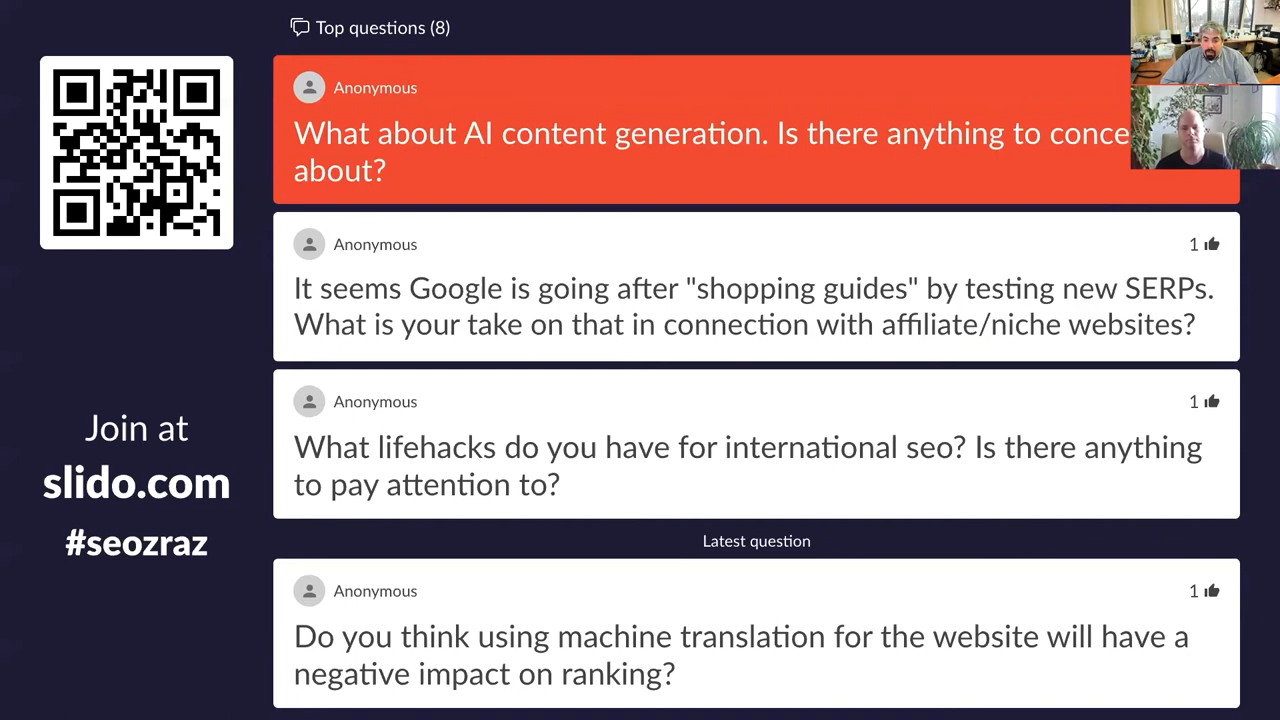 Top questions (8)
Anonymous
What about AI content generation. Is there anything to
about?
Anonymous
1
It seems Google is going after "shopping guides" by testing new SERPs.
What is your take on that in connection with affiliate/niche websites?
Anonymous
1
What lifehacks do you have for international seo? Is there anything
to pay attention to?
Latest question
Anonymous
1
Do you think using machine translation for the website will have a
negative impact on ranking?
Join at
slido.com
#seozraz